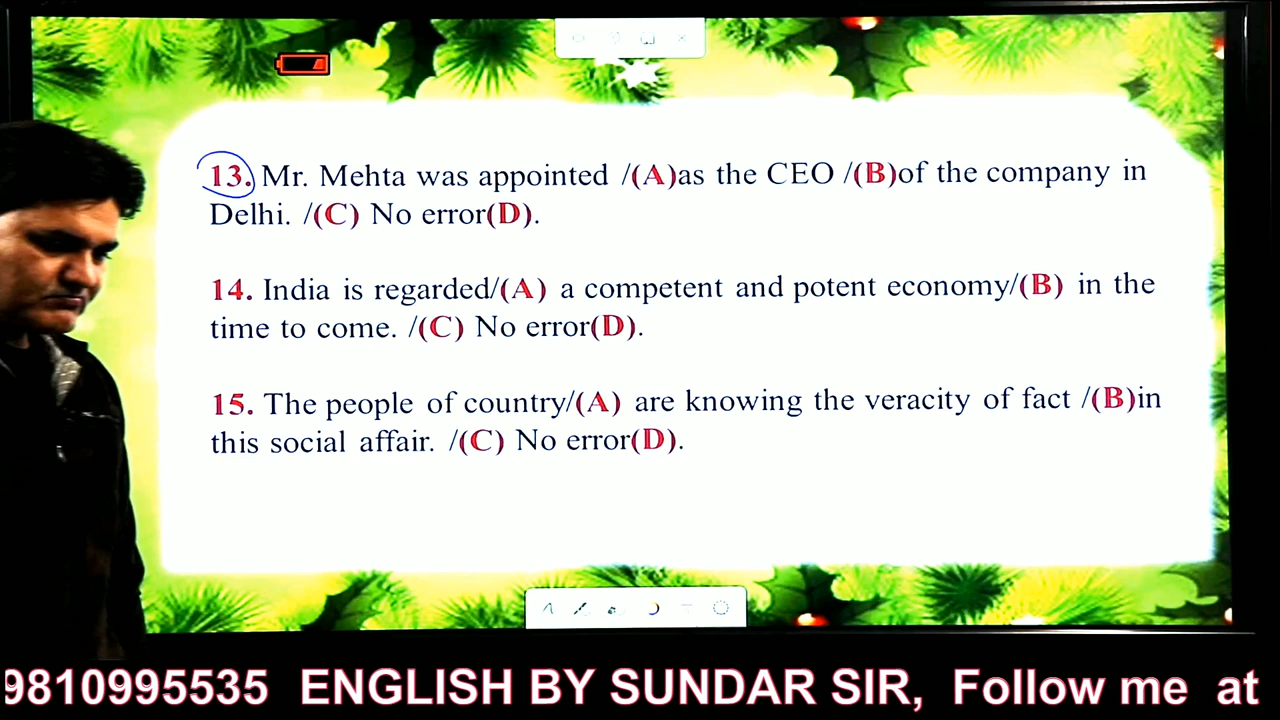 13. Mr. Mehta was appointed /(A)as the CEO /(B)of the company in
Delhi. /(C) No error(D).
14. India is regarded/(A) a competent and potent economy/(B) in the
time to come. /(C) No error(D).
15. The people of country/(A) are knowing the veracity of fact /(B)in
this social affair. /(C) No error(D).
9810995535 ENGLISH BY SUNDAR SIR, Follow me at